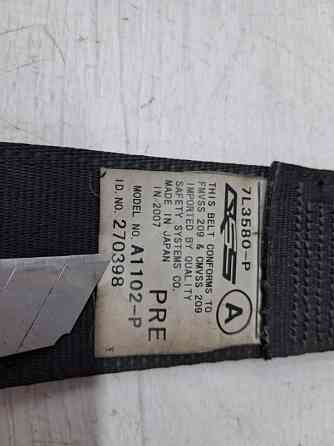 7L3580-P
QSS A
THIS BELT CONFORMS TO
FMVSS 209 & CMVSS 209
IMPORTED BY QUALITY
SAFETY SYSTEMS CO.
MADE IN JAPAN
IN/2007
PRE
MODEL NO. A1102-P
ID.NO. 270398